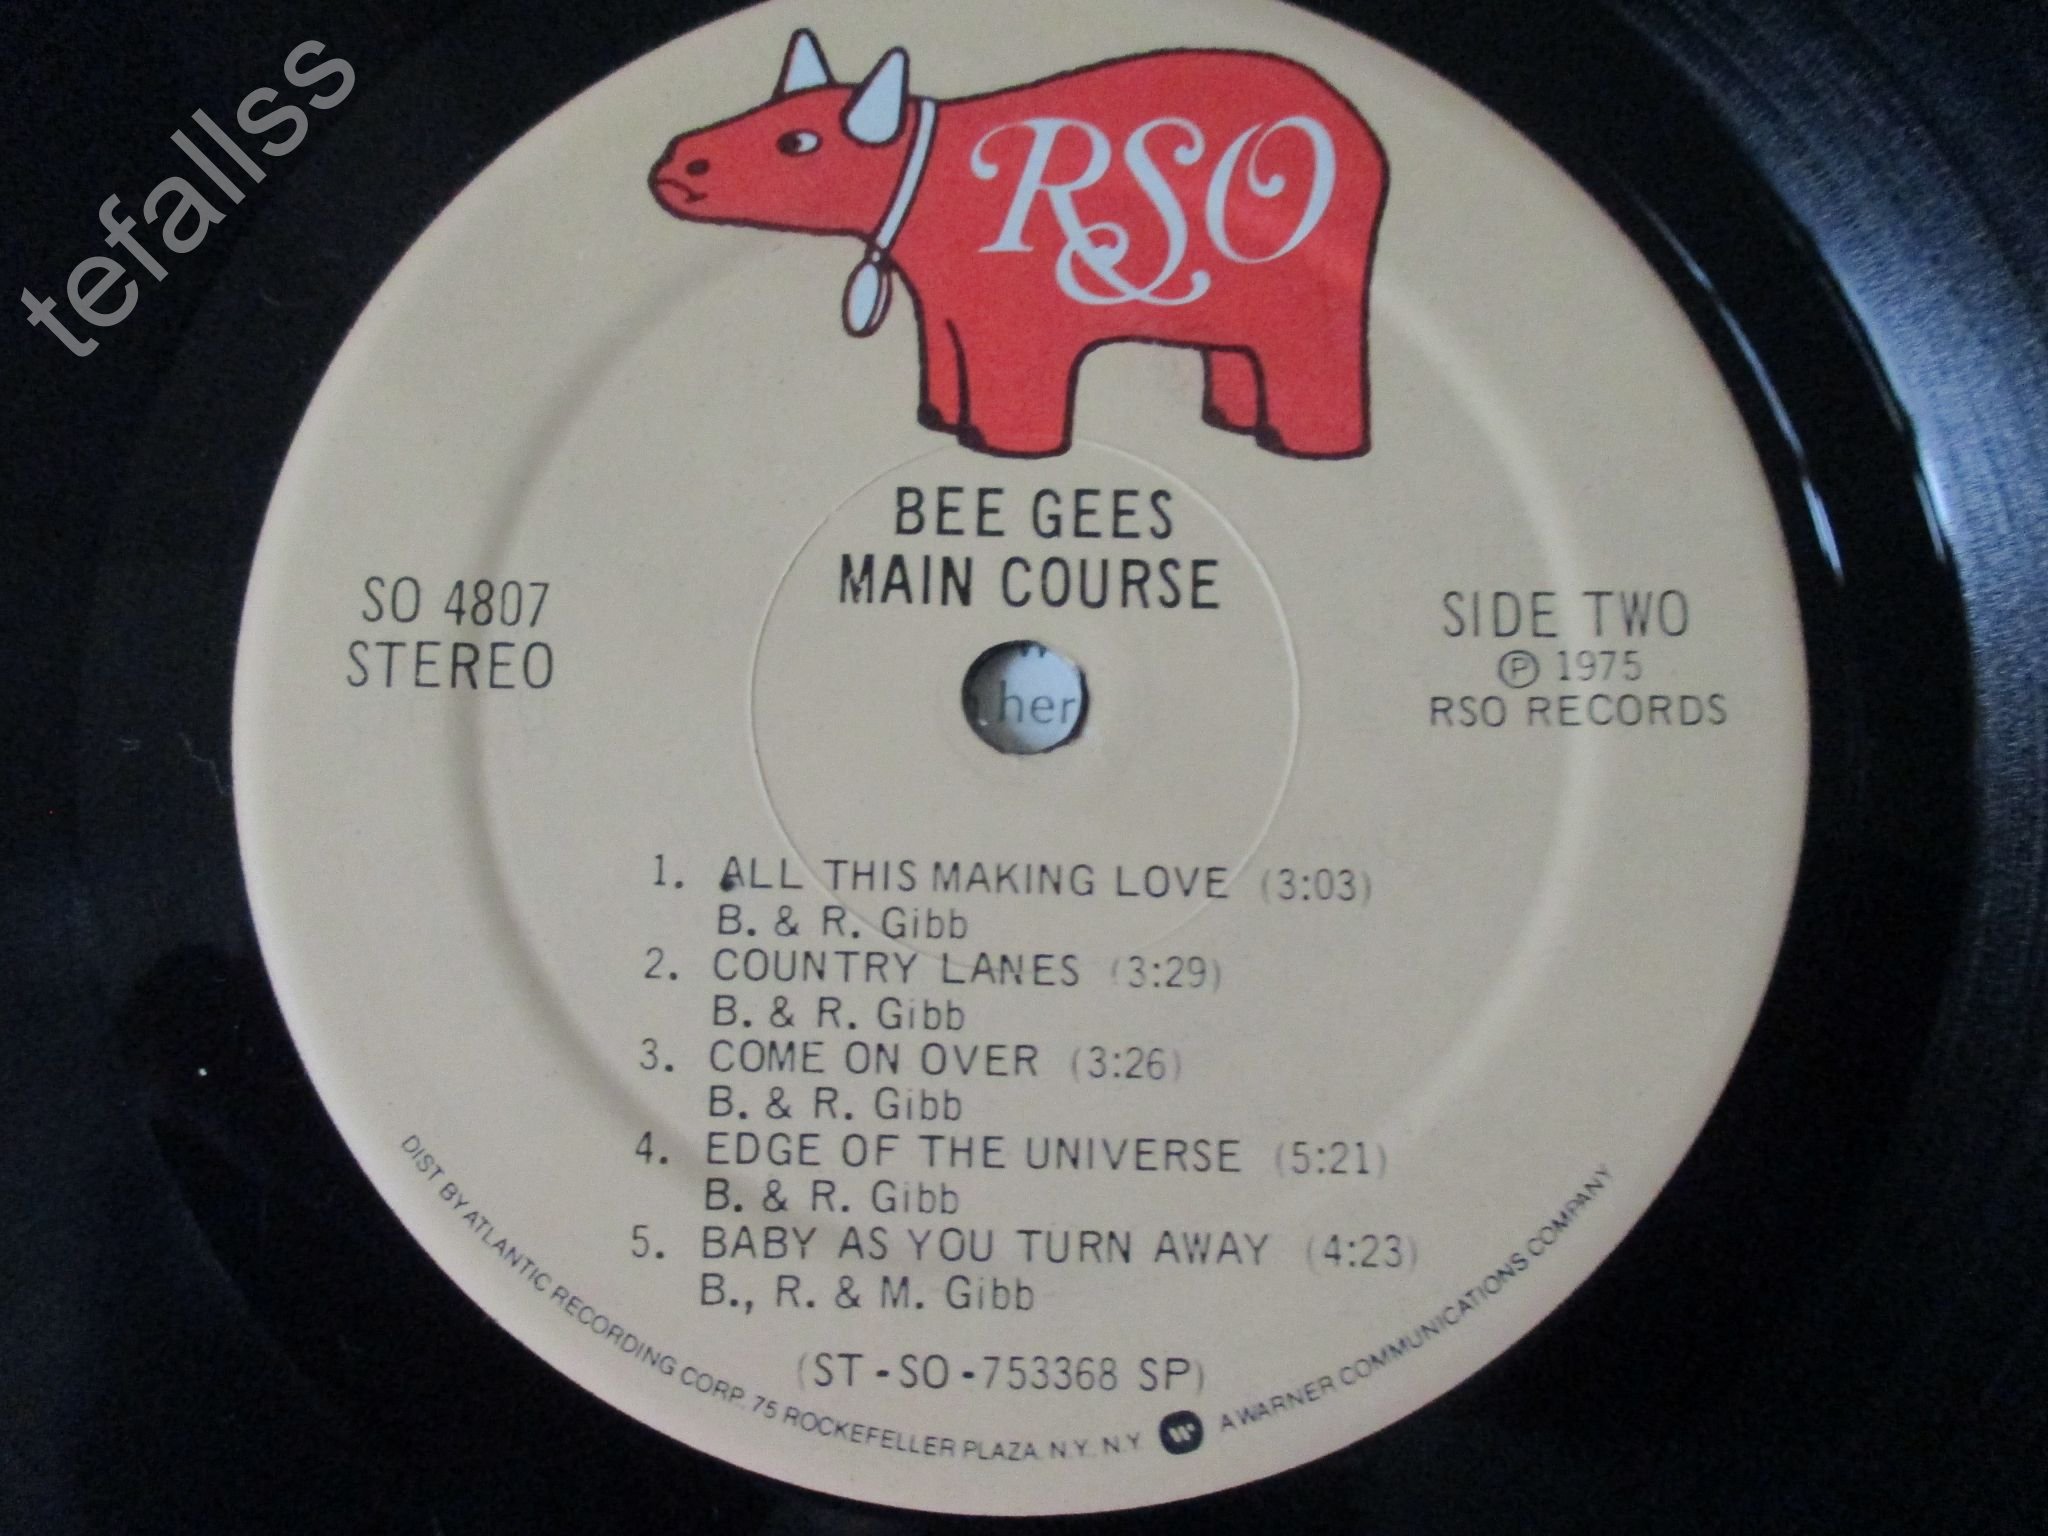 tefallss
RSO
BEE GEES
MAIN COURSE
SO 4807
STEREO
SIDE TWO
Ⓟ 1975
RSO RECORDS
her
1. ALL THIS MAKING LOVE (3:03)
B. & R. Gibb
2. COUNTRY LANES (3:29)
B. & R. Gibb
3. COME ON OVER (3:26)
B. & R. Gibb
4. EDGE OF THE UNIVERSE (5:21)
B. & R. Gibb
5. BABY AS YOU TURN AWAY (4:23)
B., R. & M. Gibb
(ST-SO-753368 SP)
DIST BY ATLANTIC RECORDING CORP. 75 ROCKEFELLER PLAZA. N.Y., N.Y. W A WARNER COMMUNICATIONS COMPANY